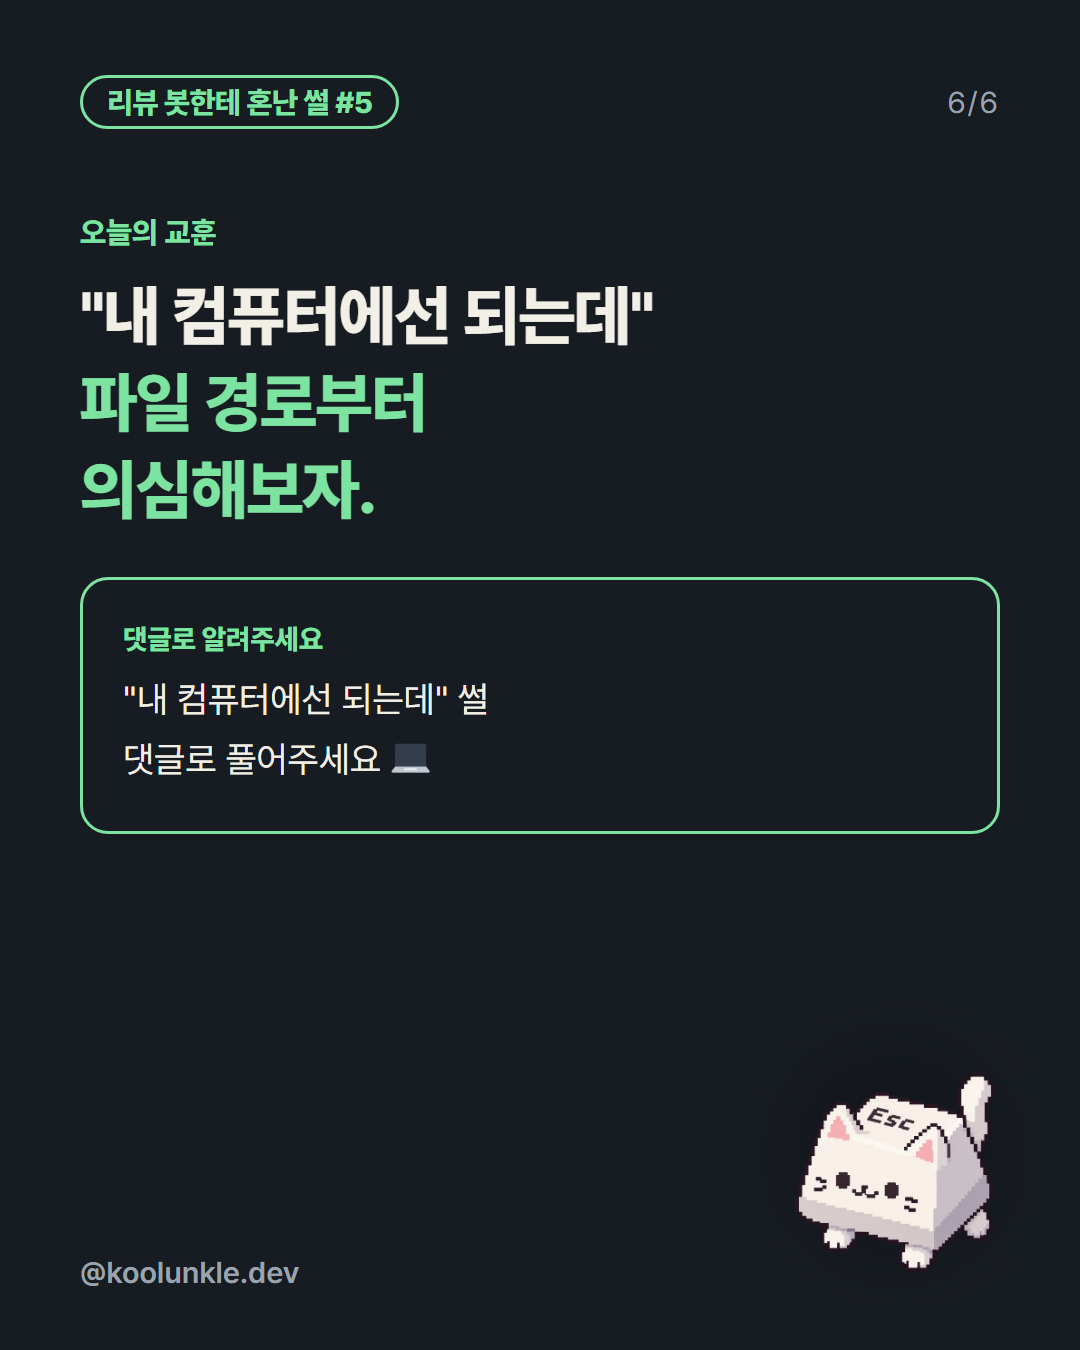 리뷰 봇한테 혼난 썰 #5
6/6
오늘의 교훈
"내 컴퓨터에선 되는데"
파일 경로부터
의심해보자.
댓글로 알려주세요
"내 컴퓨터에선 되는데" 썰
댓글로 풀어주세요 💻
Esc
@koolunkle.dev